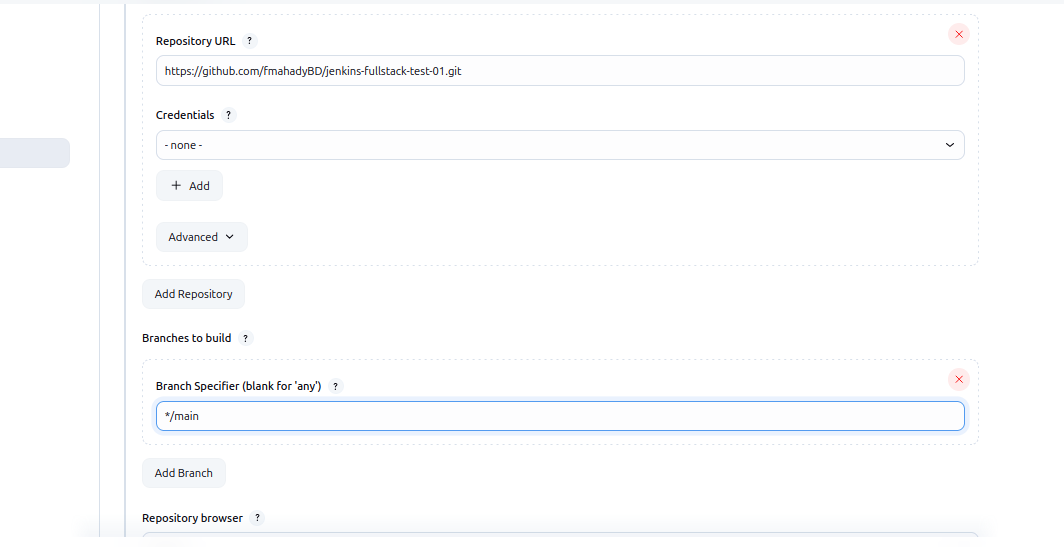 Repository URL ?
https://github.com/fmahadyBD/jenkins-fullstack-test-01.git
Credentials ?
- none -
+ Add
Advanced
Add Repository
Branches to build ?
Branch Specifier (blank for 'any') ?
*/main
Add Branch
Repository browser ?